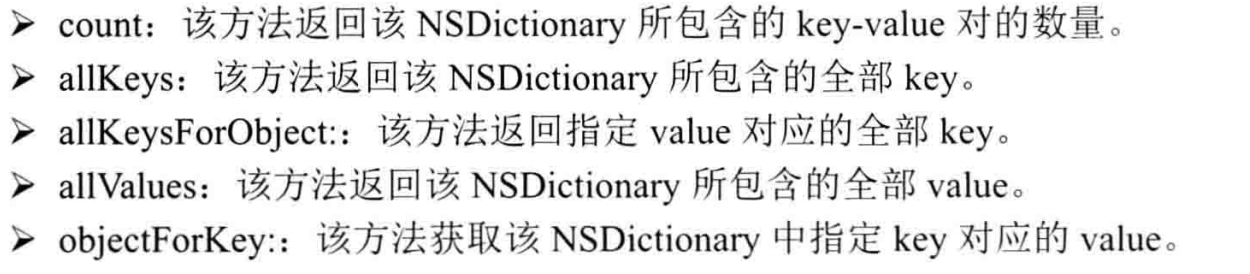 ➢ count：该方法返回该 NSDictionary 所包含的 key-value 对的数量。
➢ allKeys：该方法返回该 NSDictionary 所包含的全部 key。
➢ allKeysForObject:：该方法返回指定 value 对应的全部 key。
➢ allValues：该方法返回该 NSDictionary 所包含的全部 value。
➢ objectForKey:：该方法获取该 NSDictionary 中指定 key 对应的 value。